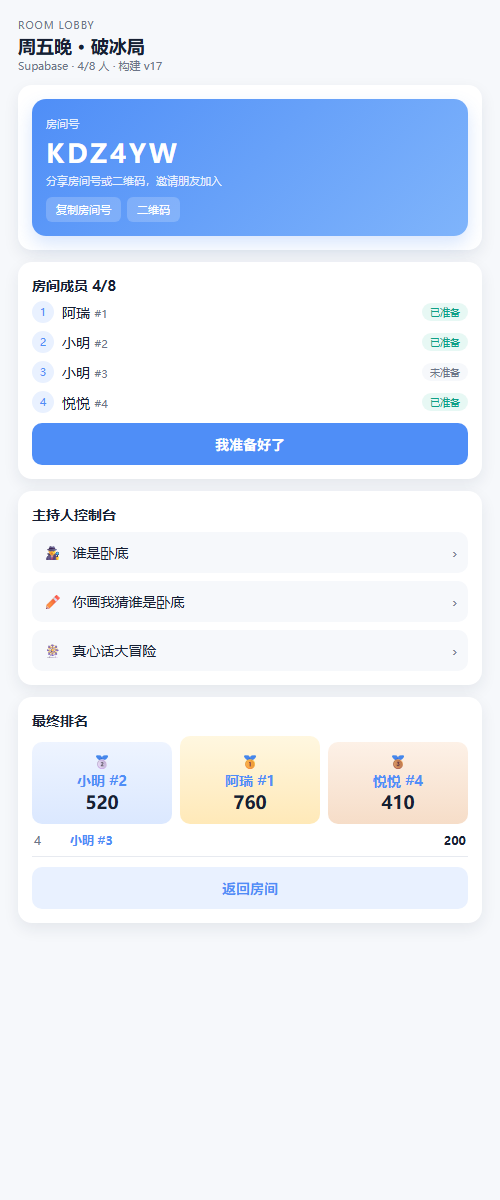 ROOM LOBBY
周五晚 • 破冰局
Supabase · 4/8 人 · 构建 v17
房间号
KDZ4YW
分享房间号或二维码，邀请朋友加入
复制房间号 二维码
房间成员 4/8
1 阿瑞 #1 已准备
2 小明 #2 已准备
3 小明 #3 未准备
4 悦悦 #4 已准备
我准备好了
主持人控制台
谁是卧底 ›
你画我猜谁是卧底 ›
真心话大冒险 ›
最终排名
2 1 3
小明 #2 阿瑞 #1 悦悦 #4
520 760 410
4 小明 #3 200
返回房间